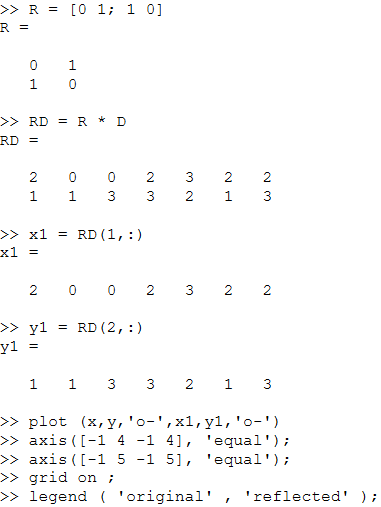 >> R = [0 1; 1 0]
R =
0 1
1 0
>> RD = R * D
RD =
2 0 0 2 3 2 2
1 1 3 3 2 1 3
>> x1 = RD(1,:)
x1 =
2 0 0 2 3 2 2
>> y1 = RD(2,:)
y1 =
1 1 3 3 2 1 3
>> plot (x,y,'o-',x1,y1,'o-')
>> axis([-1 4 -1 4], 'equal');
>> axis([-1 5 -1 5], 'equal');
>> grid on ;
>> legend ( 'original' , 'reflected' );